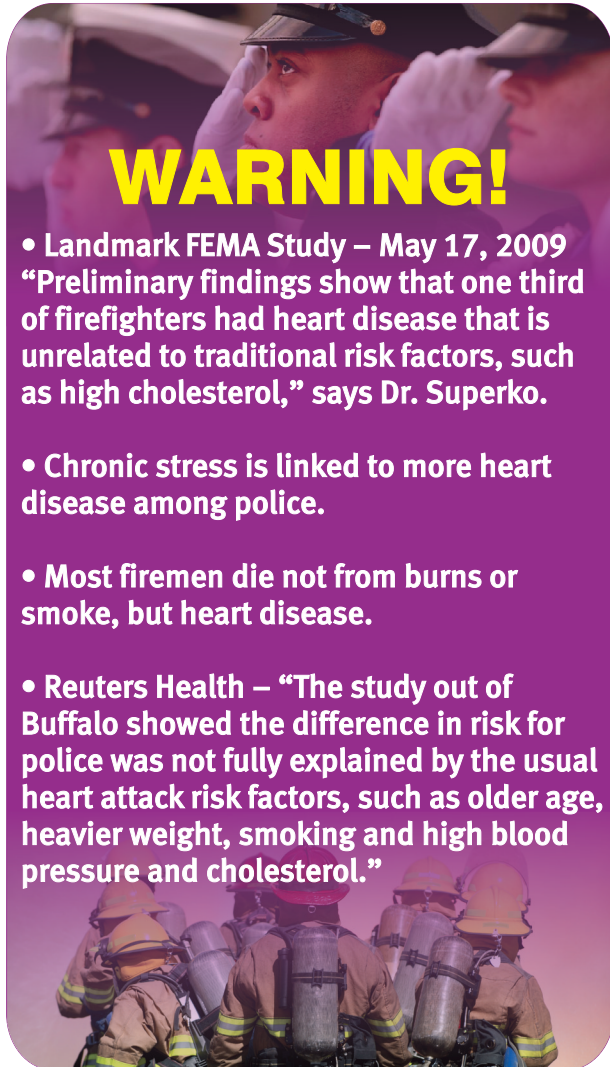 WARNING!
• Landmark FEMA Study – May 17, 2009
“Preliminary findings show that one third
of firefighters had heart disease that is
unrelated to traditional risk factors, such
as high cholesterol,” says Dr. Superko.
• Chronic stress is linked to more heart
disease among police.
• Most firemen die not from burns or
smoke, but heart disease.
• Reuters Health – “The study out of
Buffalo showed the difference in risk for
police was not fully explained by the usual
heart attack risk factors, such as older age,
heavier weight, smoking and high blood
pressure and cholesterol.”